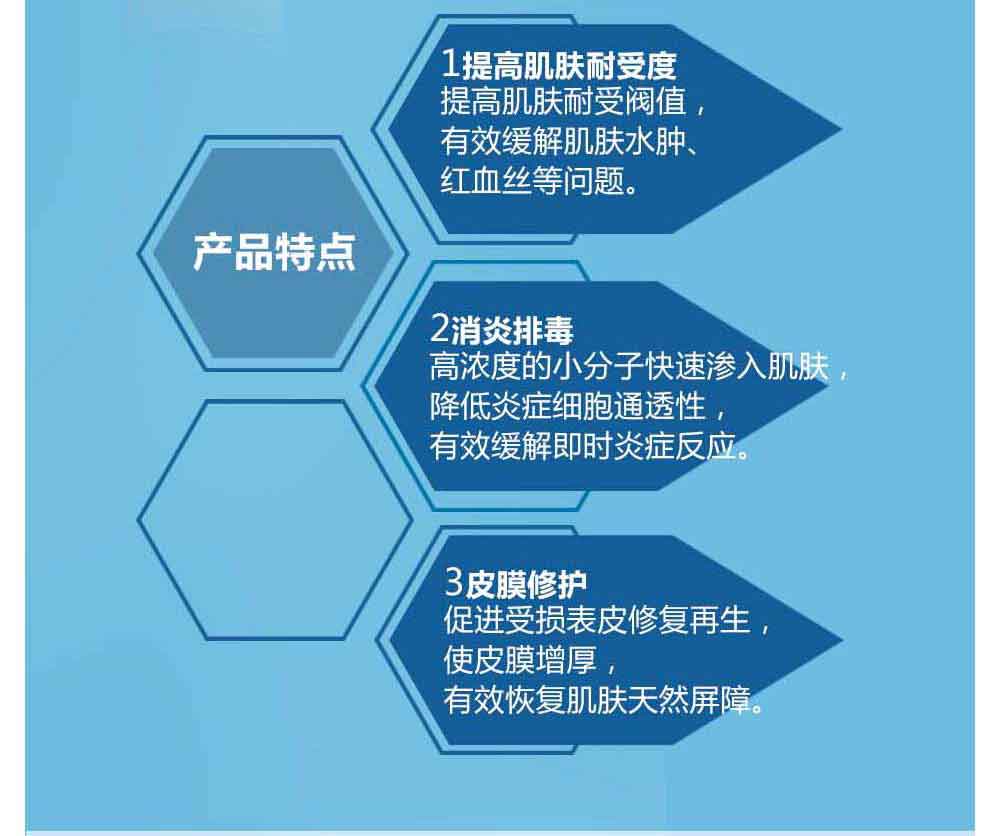 产品特点
1提高肌肤耐受度
提高肌肤耐受阀值，
有效缓解肌肤水肿、
红血丝等问题。
2消炎排毒
高浓度的小分子快速渗入肌肤，
降低炎症细胞通透性，
有效缓解即时炎症反应。
3皮膜修护
促进受损表皮修复再生，
使皮膜增厚，
有效恢复肌肤天然屏障。